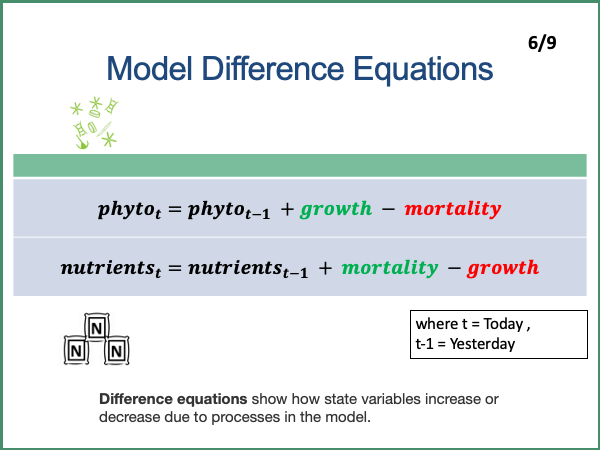 6/9
Model Difference Equations
phyto_t = phyto_{t−1} + growth − mortality
nutrients_t = nutrients_{t−1} + mortality − growth
N
N N
where t = Today ,
t-1 = Yesterday
Difference equations show how state variables increase or
decrease due to processes in the model.